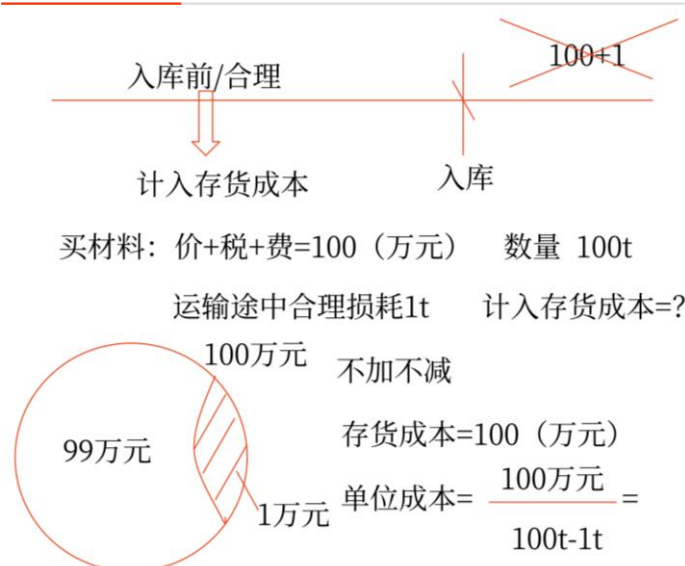 100+1
入库前/合理
计入存货成本
入库
买材料：价+税+费=100（万元） 数量 100t
运输途中合理损耗1t 计入存货成本=?
100万元
不加不减
99万元
存货成本=100（万元）
1万元
单位成本= 100万元 =
100t-1t